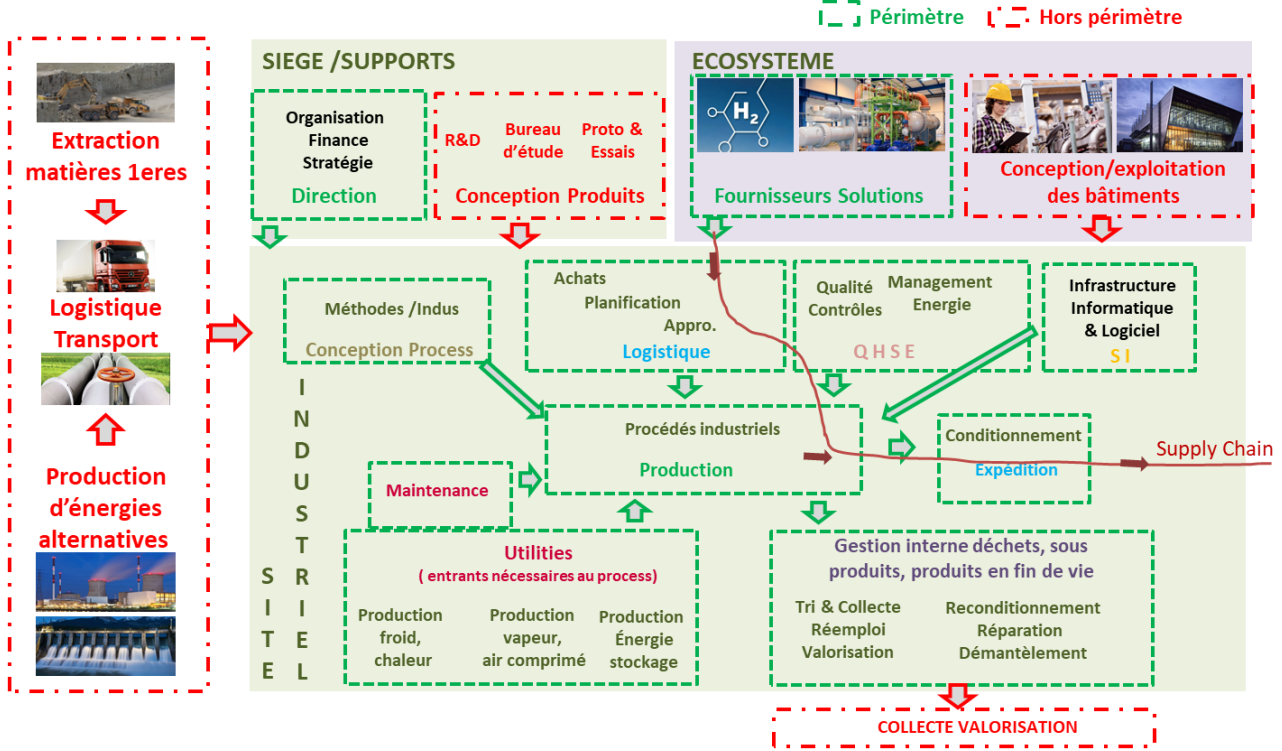 Périmètre
Hors périmètre
Extraction
matières 1eres
Logistique
Transport
Production
d'énergies
alternatives
SIEGE /SUPPORTS
Organisation
Finance
Stratégie
Direction
R&D
Bureau
d'étude
Proto &
Essais
Conception Produits
ECOSYSTEME
H2
Fournisseurs Solutions
Conception/exploitation
des bâtiments
Méthodes /Indus
Conception Process
Achats
Planification
Appro.
Logistique
Qualité
Contrôles
Management
Energie
Q H S E
Infrastructure
Informatique
& Logiciel
S I
Procédés industriels
Production
Conditionnement
Expédition
Supply Chain
Maintenance
SITE
INDUSTRIEL
Utilities
( entrants nécessaires au process)
Production
froid,
chaleur
Production
vapeur,
air comprimé
Production
Énergie
stockage
Gestion interne déchets, sous
produits, produits en fin de vie
Tri & Collecte
Réemploi
Valorisation
Reconditionnement
Réparation
Démantèlement
COLLECTE VALORISATION